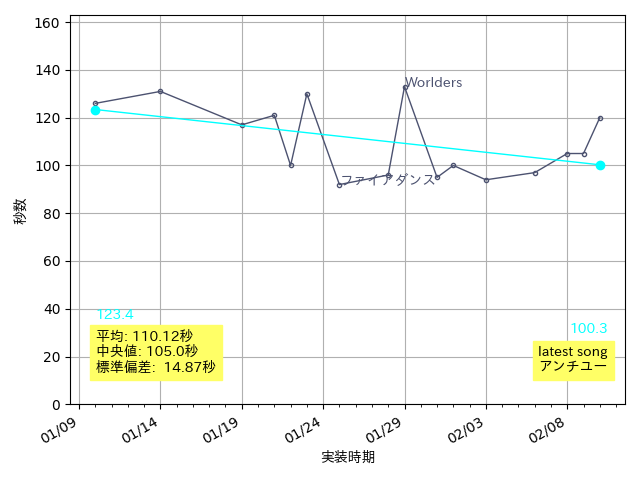 160
140
120
100
80
60
40
20
0
秒数
Worlders
ファイアダンス
123.4
平均: 110.12秒
中央値: 105.0秒
標準偏差: 14.87秒
100.3
latest song
アンチユー
01/09
01/14
01/19
01/24
01/29
02/03
02/08
実装時期